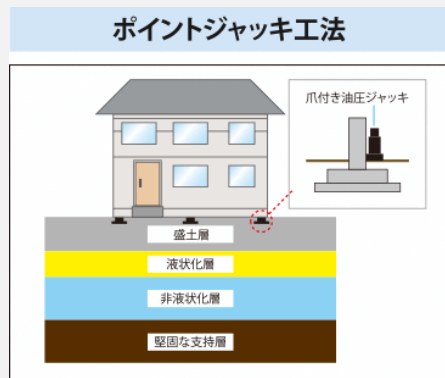 ポイントジャッキ工法
爪付き油圧ジャッキ
盛土層
液状化層
非液状化層
堅固な支持層